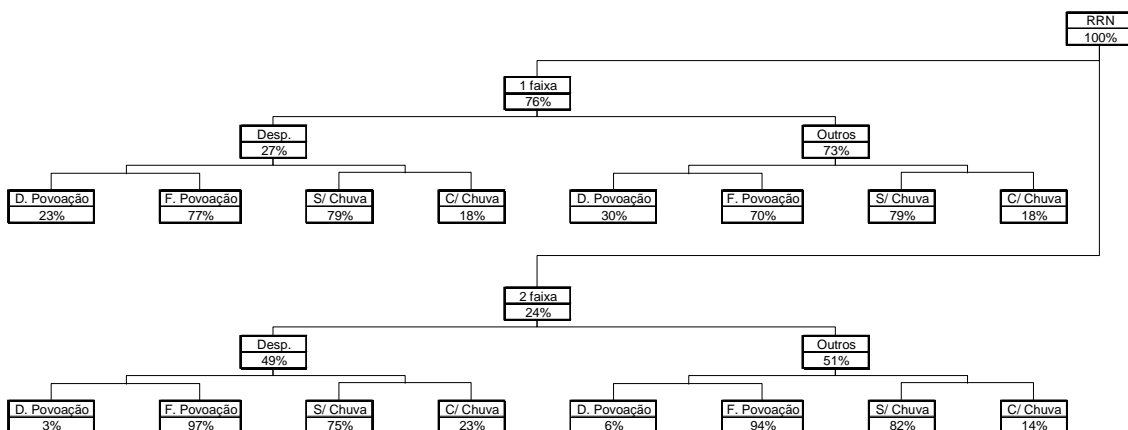 RRN
100%
1 faixa
76%
Desp.
27%
Outros
73%
D. Povoação
23%
F. Povoação
77%
S/ Chuva
79%
C/ Chuva
18%
D. Povoação
30%
F. Povoação
70%
S/ Chuva
79%
C/ Chuva
18%
2 faixa
24%
Desp.
49%
Outros
51%
D. Povoação
3%
F. Povoação
97%
S/ Chuva
75%
C/ Chuva
23%
D. Povoação
6%
F. Povoação
94%
S/ Chuva
82%
C/ Chuva
14%